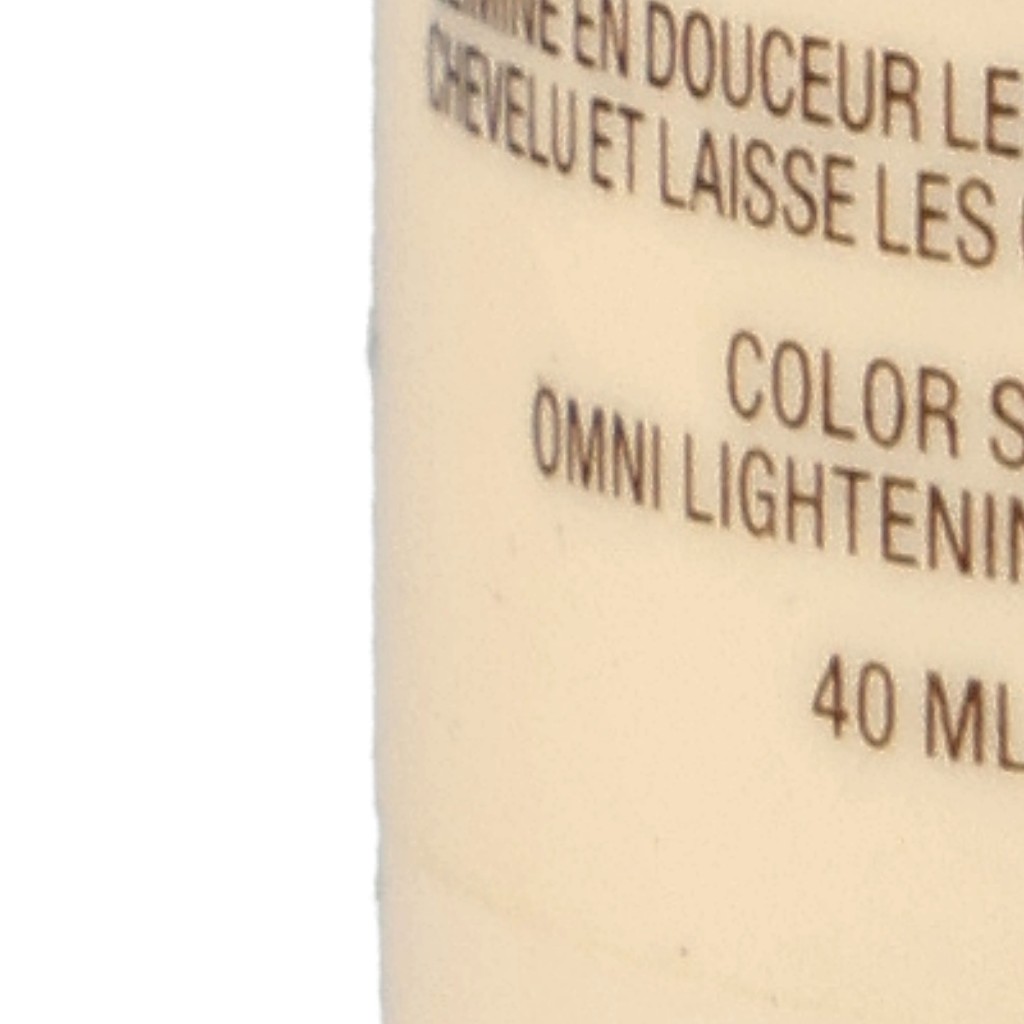 EN DOUCEUR LE
CHEVELU ET LAISSE LES
COLOR S
OMNI LIGHTENIN
40 ML